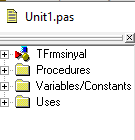 Unit1.pas
TFrmsinyal
Procedures
Variables/Constants
Uses